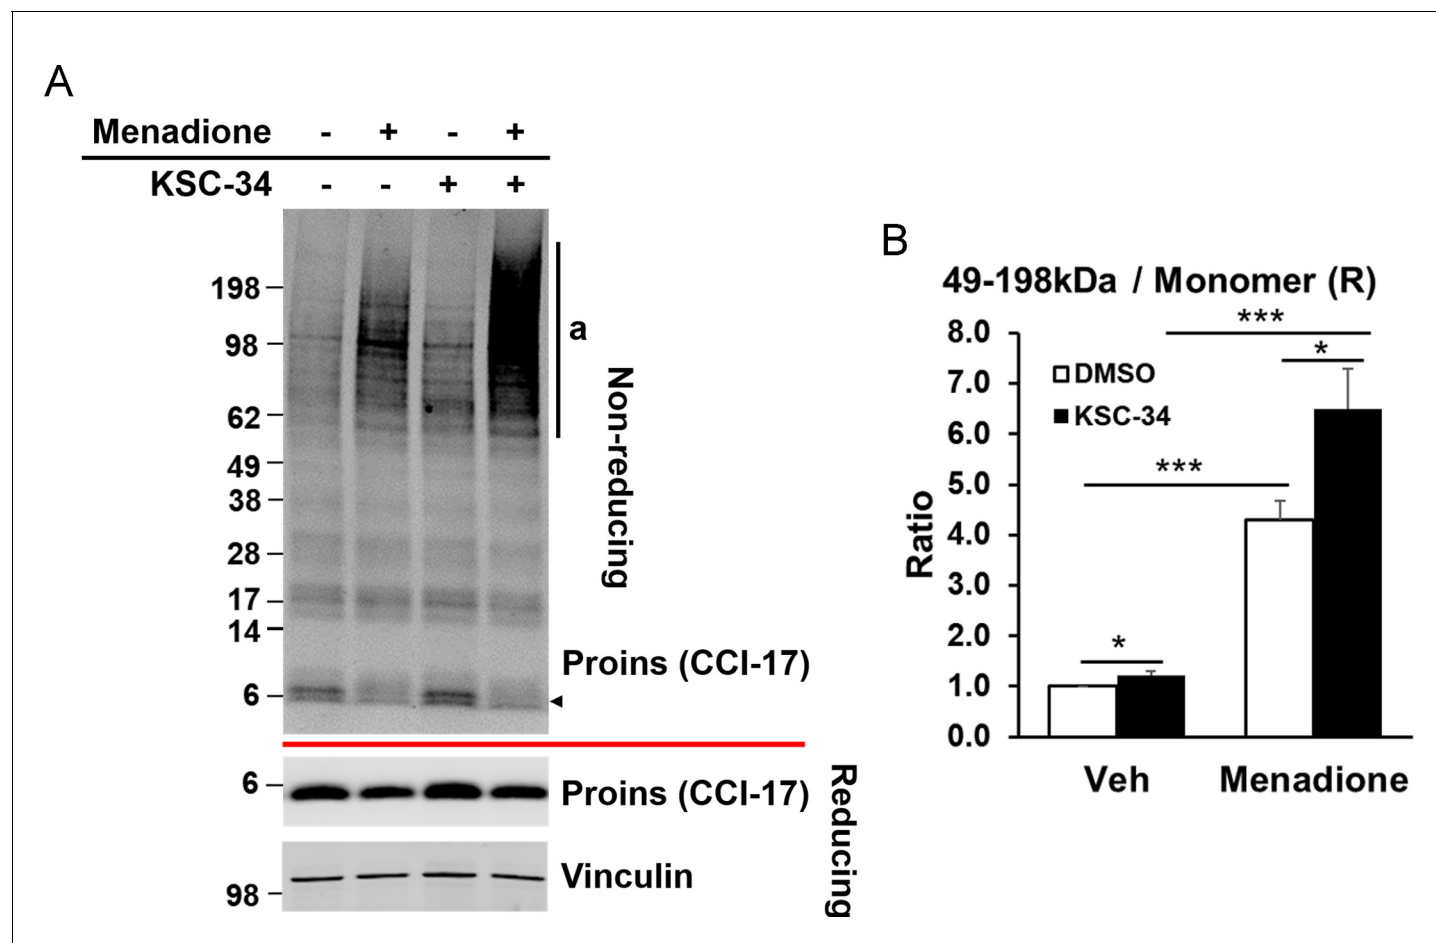 A
Menadione - + - +
KSC-34 - - + +
198
98
62
49
38
28
17
14
6
a
Non-reducing
Proins (CCI-17)
6
Proins (CCI-17)
Reducing
Vinculin
98
B
49-198kDa / Monomer (R)
8.0
7.0
6.0
5.0
4.0
3.0
2.0
1.0
0.0
Ratio
DMSO
KSC-34
***
*
***
*
Veh Menadione